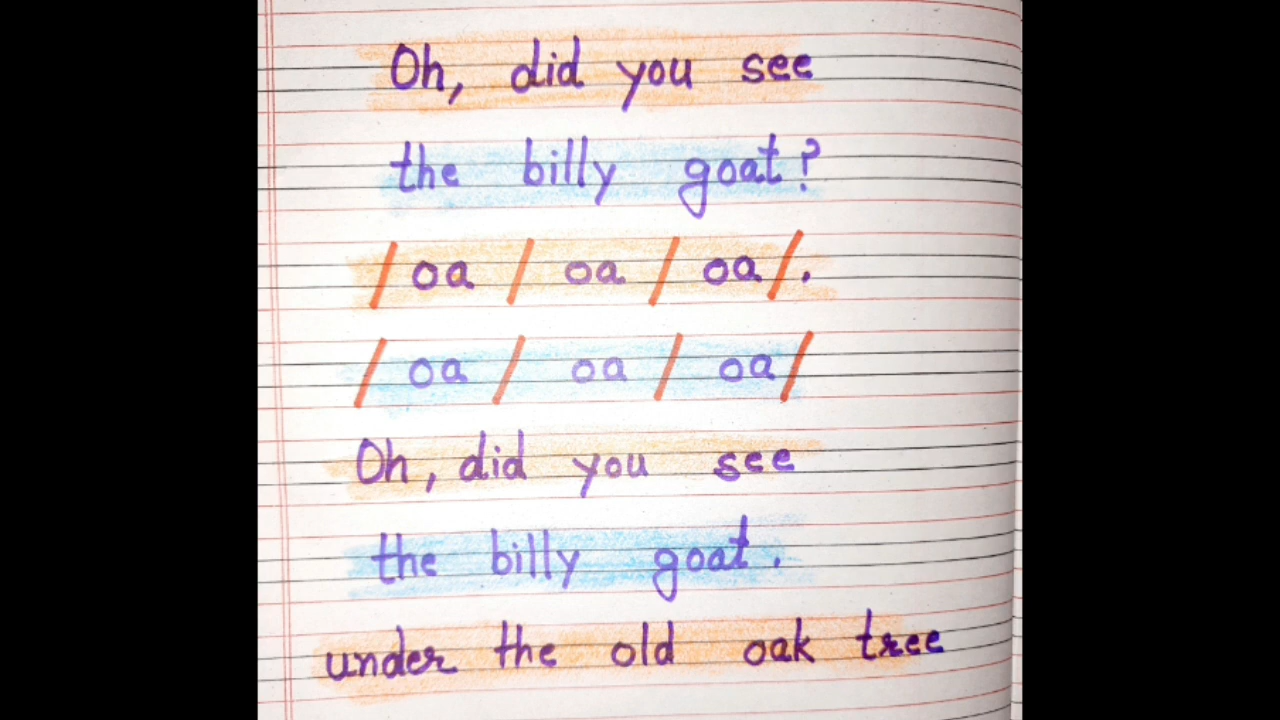 Oh, did you see
the billy goat?
/ oa / oa / oa /.
/ oa / oa / oa /
Oh, did you see
the billy goat.
under the old oak tree